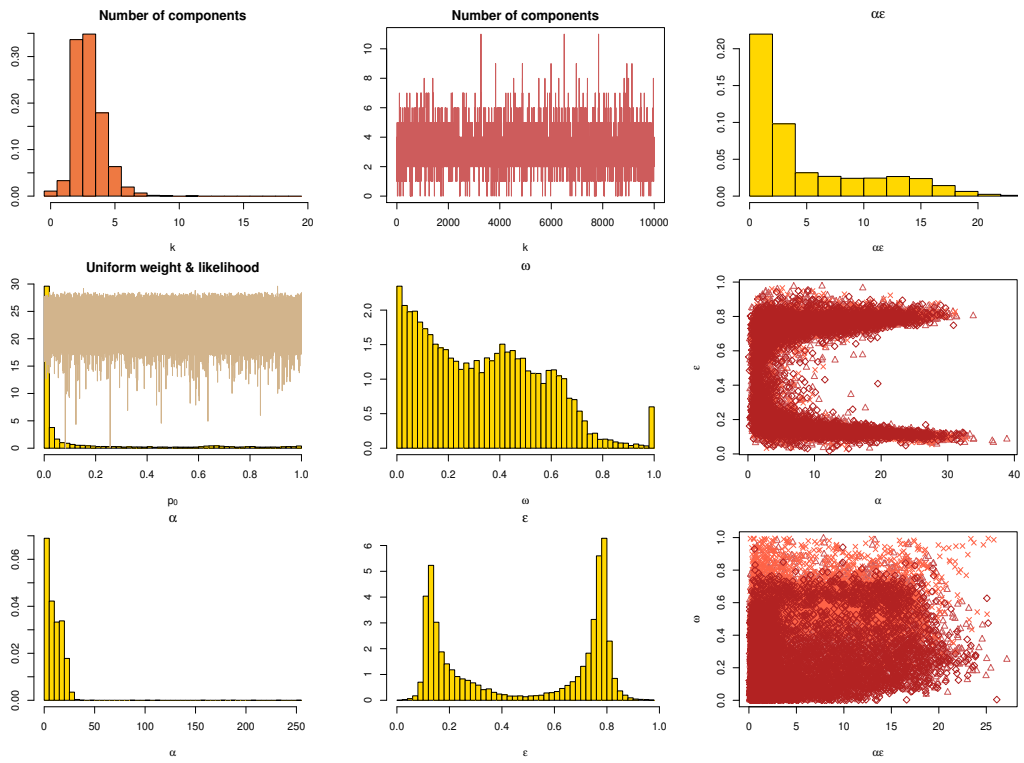 Number of components
0.00 0.10 0.20 0.30
0 5 10 15 20
k
Number of components
0 2 4 6 8 10
0 2000 4000 6000 8000 10000
k
αε
0.00 0.05 0.10 0.15 0.20
0 5 10 15 20
αε
Uniform weight & likelihood
0 5 10 15 20 25 30
0.0 0.2 0.4 0.6 0.8 1.0
p0
ω
0.0 0.5 1.0 1.5 2.0
0.0 0.2 0.4 0.6 0.8 1.0
ω
ε
0.0 0.2 0.4 0.6 0.8 1.0
0 10 20 30 40
α
α
0.00 0.02 0.04 0.06
0 50 100 150 200 250
α
ε
0 1 2 3 4 5 6
0.0 0.2 0.4 0.6 0.8 1.0
ε
ω
0.0 0.2 0.4 0.6 0.8 1.0
0 5 10 15 20 25
αε